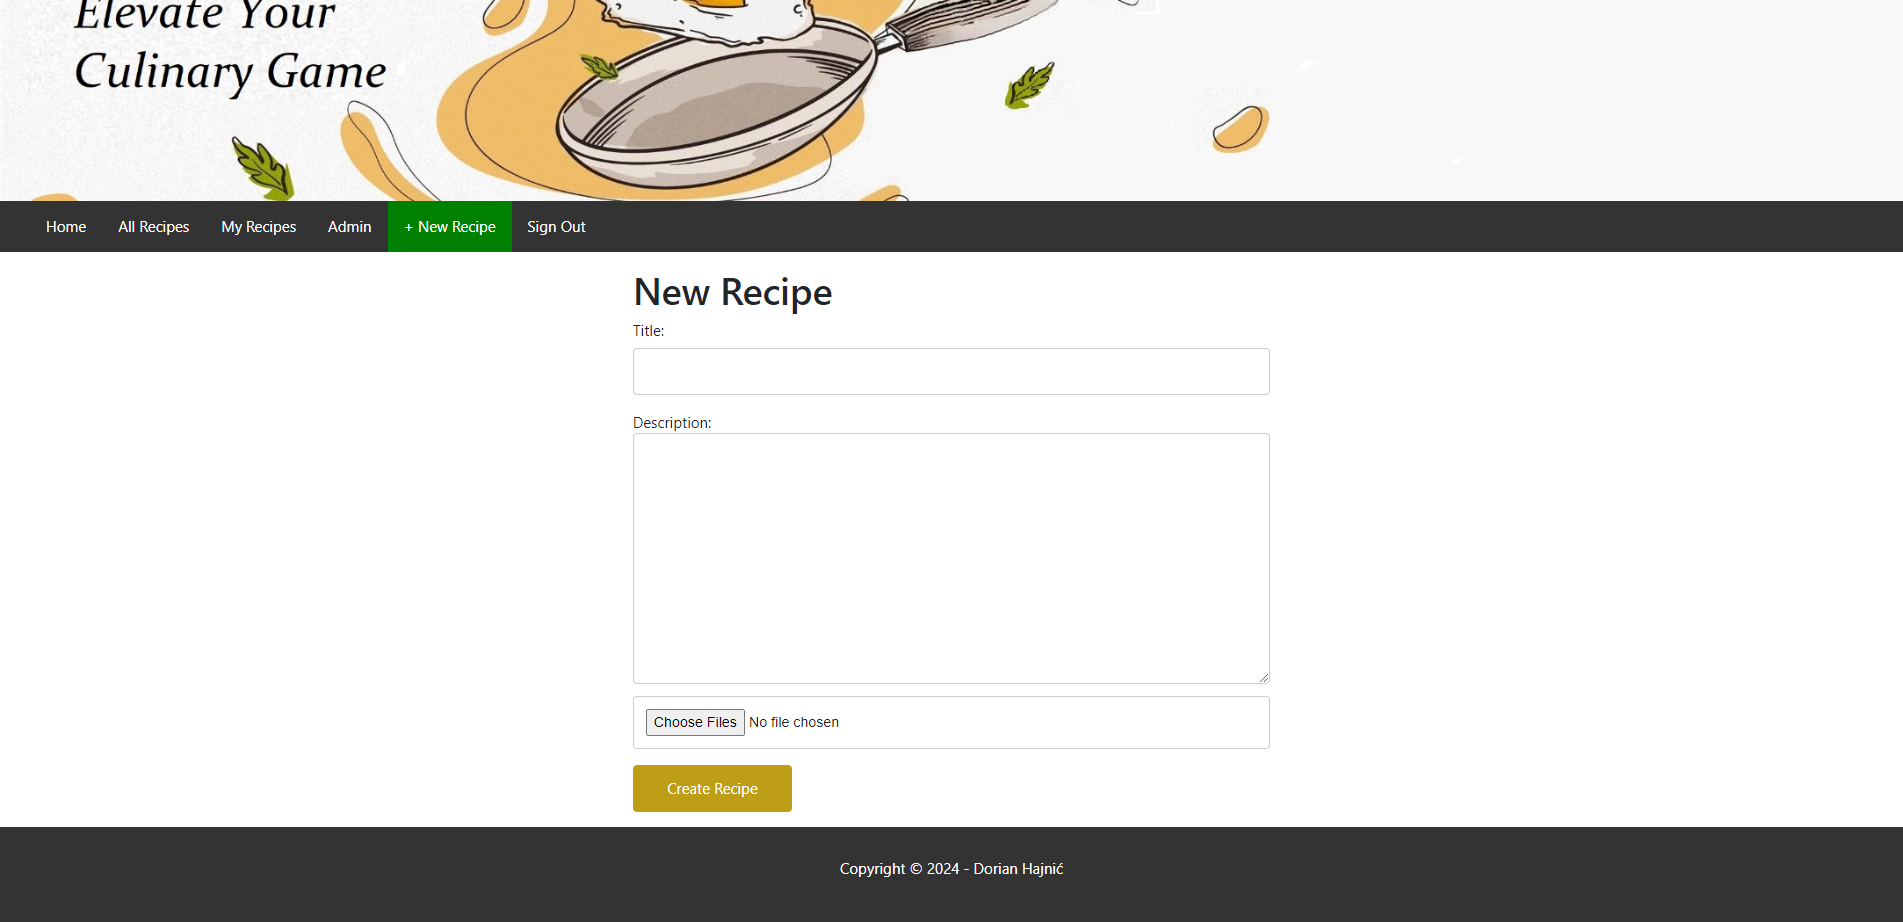 Elevate Your
Culinary Game
Home All Recipes My Recipes Admin + New Recipe Sign Out
New Recipe
Title:
Description:
Choose Files No file chosen
Create Recipe
Copyright © 2024 - Dorian Hajnić